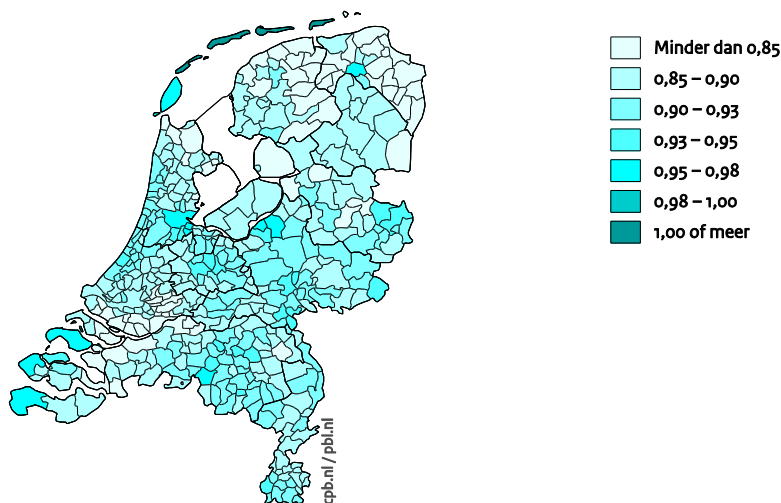 Minder dan 0,85
0,85 – 0,90
0,90 – 0,93
0,93 – 0,95
0,95 – 0,98
0,98 – 1,00
1,00 of meer
cpb.nl / pbl.nl